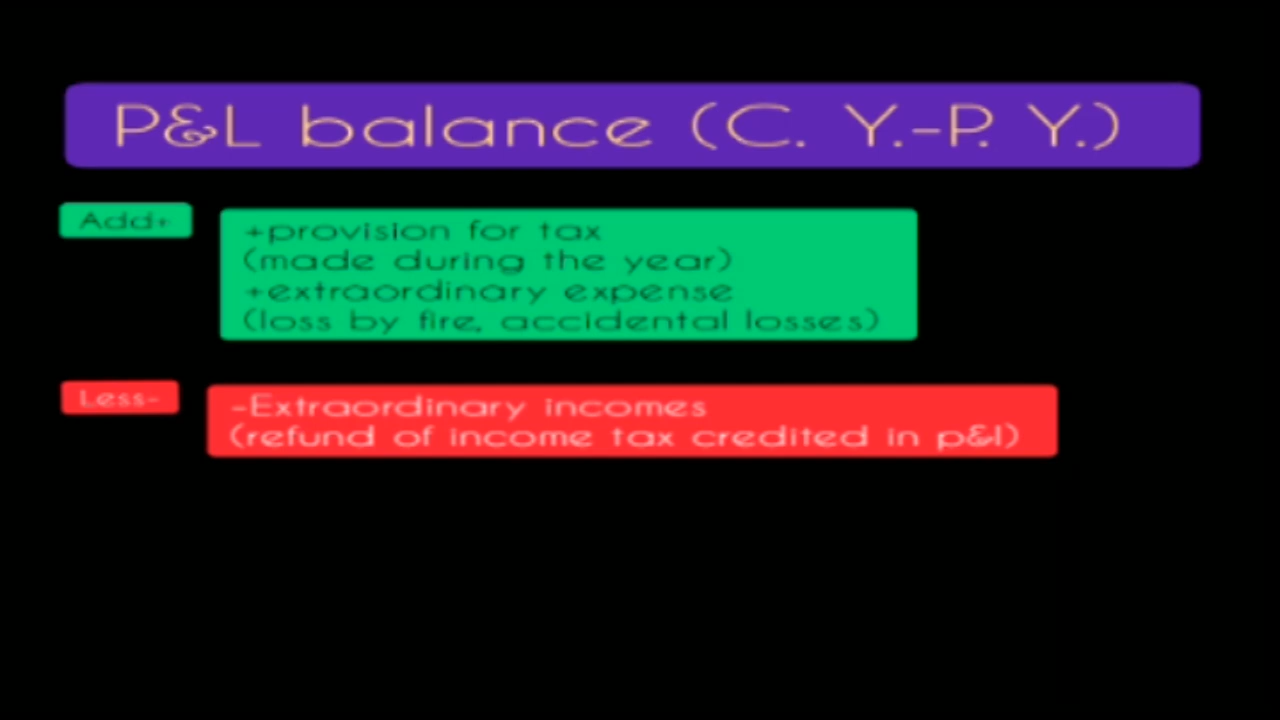 P&L balance (C. Y.-P. Y.)
Add+
+provision for tax
(made during the year)
+extraordinary expense
(loss by fire, accidental losses)
Less-
-Extraordinary incomes
(refund of income tax credited in p&l)